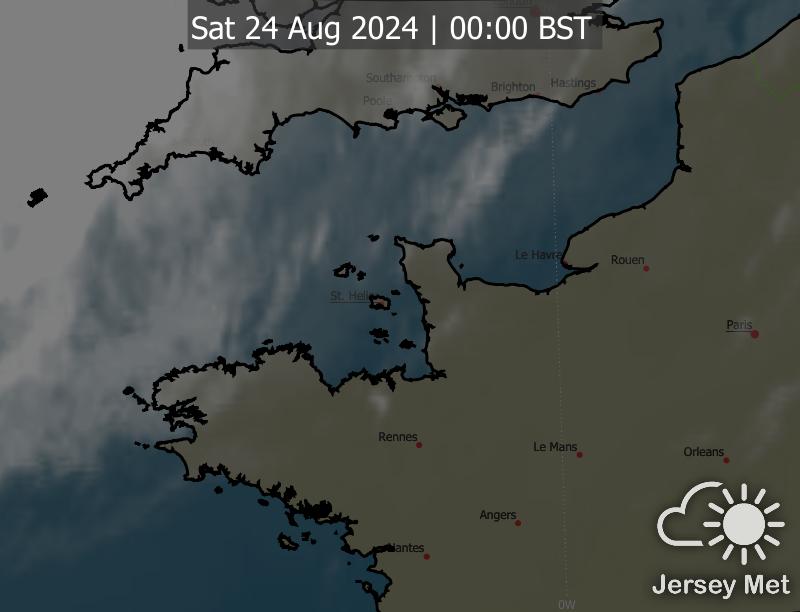 London
Sat 24 Aug 2024 | 00:00 BST
Southampton
Brighton
Hastings
Poole
Le Havre
Rouen
St. Helier
Paris
Rennes
Le Mans
Orleans
Angers
Nantes
Jersey Met
0W